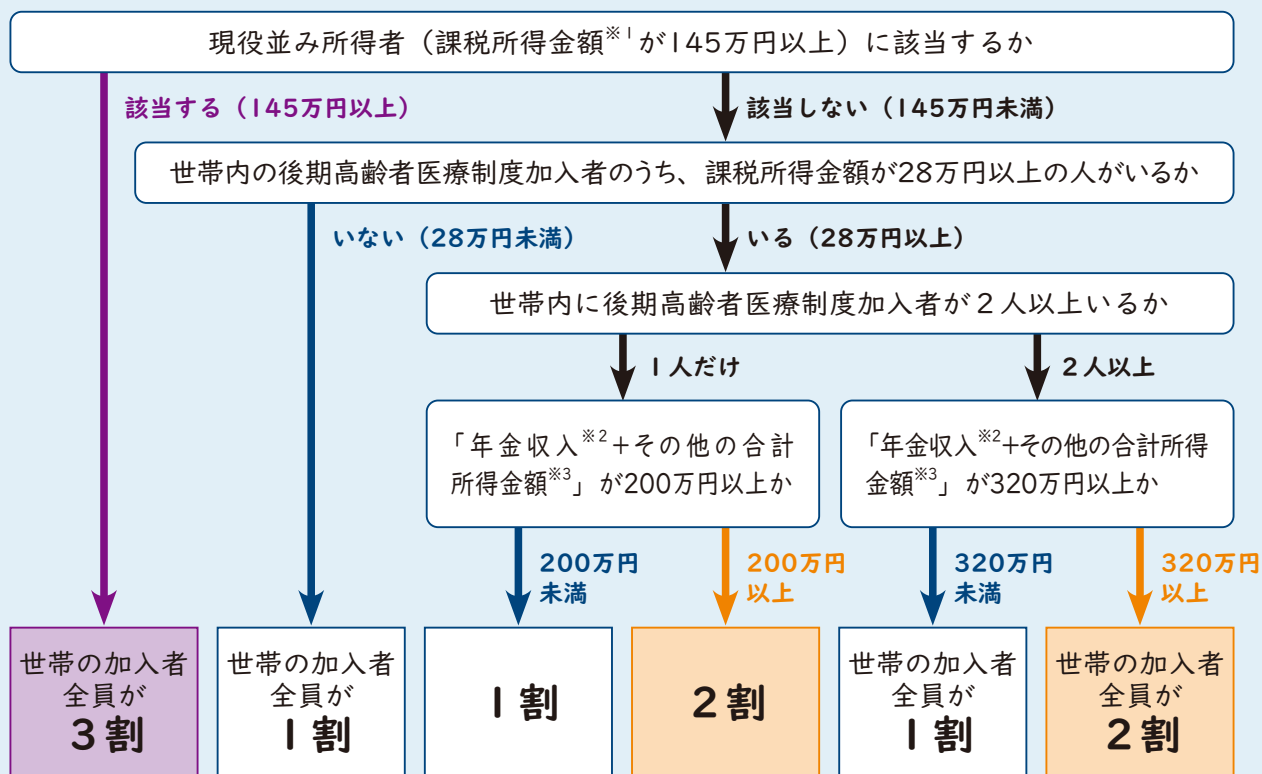 現役並み所得者（課税所得金額※1が145万円以上）に該当するか
該当する（145万円以上）
該当しない（145万円未満）
世帯内の後期高齢者医療制度加入者のうち、課税所得金額が28万円以上の人がいるか
いない（28万円未満）
いる（28万円以上）
世帯内に後期高齢者医療制度加入者が2人以上いるか
1人だけ
2人以上
「年金収入※2＋その他の合計
所得金額※3」が200万円以上か
「年金収入※2＋その他の合計所得
金額※3」が320万円以上か
200万円
未満
200万円
以上
320万円
未満
320万円
以上
世帯の加入者
全員が
3割
世帯の加入者
全員が
1割
1割
2割
世帯の加入者
全員が
1割
世帯の加入者
全員が
2割